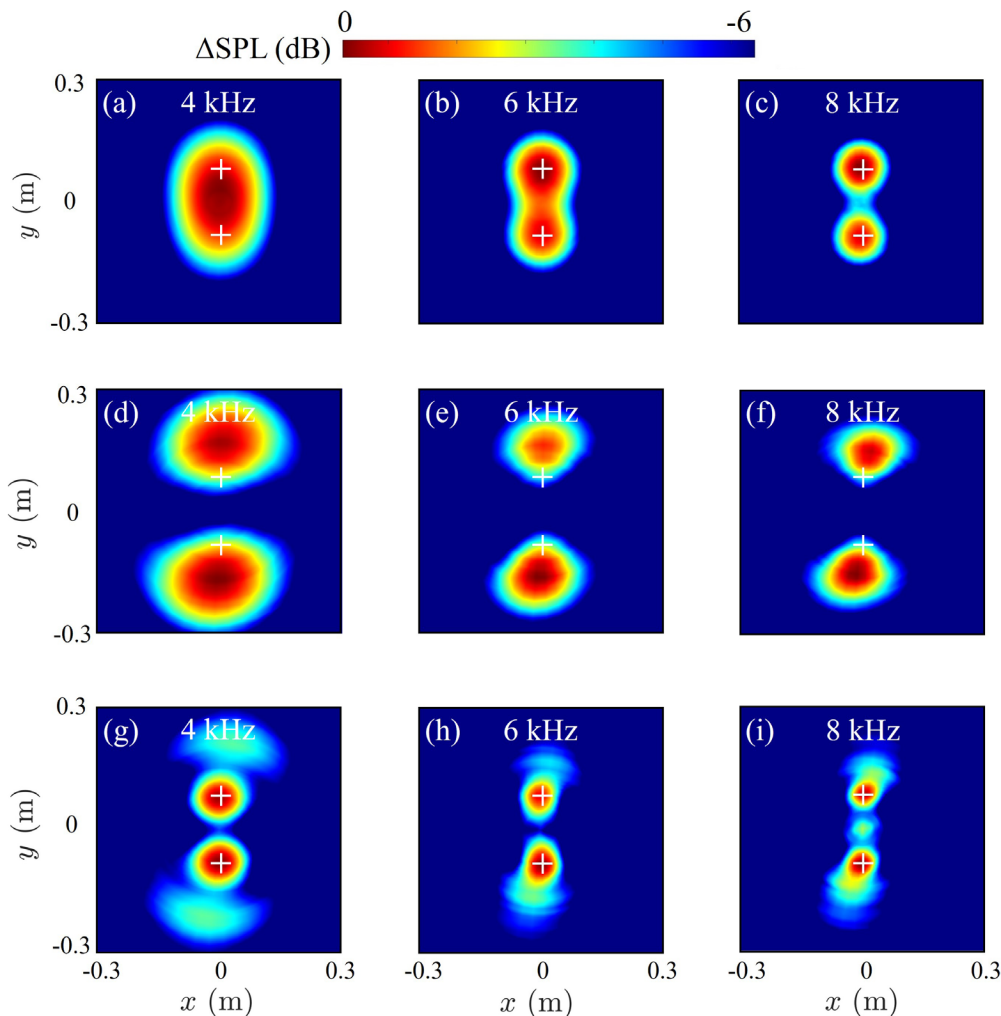 0 -6
ΔSPL (dB)
0.3
(a) 4 kHz
(b) 6 kHz
(c) 8 kHz
y (m)
0
-0.3
0.3
(d) 4 kHz
(e) 6 kHz
(f) 8 kHz
y (m)
0
-0.3
0.3
(g) 4 kHz
(h) 6 kHz
(i) 8 kHz
y (m)
0
-0.3
-0.3 0 0.3 -0.3 0 0.3 -0.3 0 0.3
x (m) x (m) x (m)